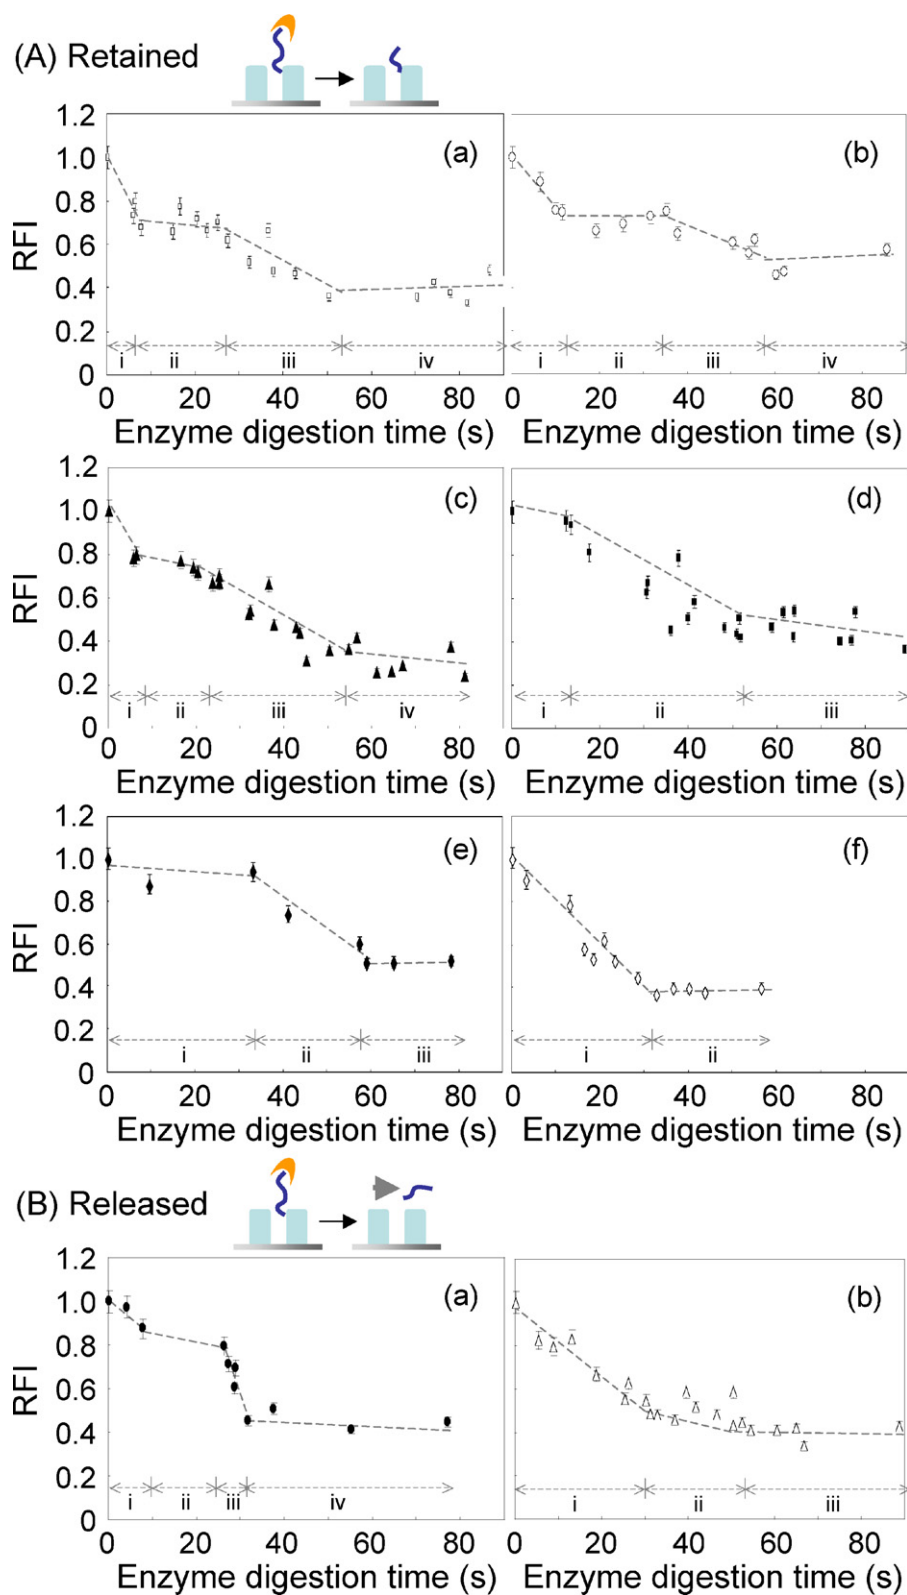 (A) Retained
(a)
(b)
RFI
1.2
1.0
0.8
0.6
0.4
0.2
0
i ii iii iv
i ii iii iv
0 20 40 60 80
0 20 40 60 80
Enzyme digestion time (s)
Enzyme digestion time (s)
(c)
(d)
RFI
1.2
1.0
0.8
0.6
0.4
0.2
0
i ii iii iv
i ii iii
0 20 40 60 80
0 20 40 60 80
Enzyme digestion time (s)
Enzyme digestion time (s)
(e)
(f)
RFI
1.2
1.0
0.8
0.6
0.4
0.2
0
i ii iii
i ii
0 20 40 60 80
0 20 40 60 80
Enzyme digestion time (s)
Enzyme digestion time (s)
(B) Released
(a)
(b)
RFI
1.2
1.0
0.8
0.6
0.4
0.2
0
i ii iii iv
i ii iii
0 20 40 60 80
0 20 40 60 80
Enzyme digestion time (s)
Enzyme digestion time (s)